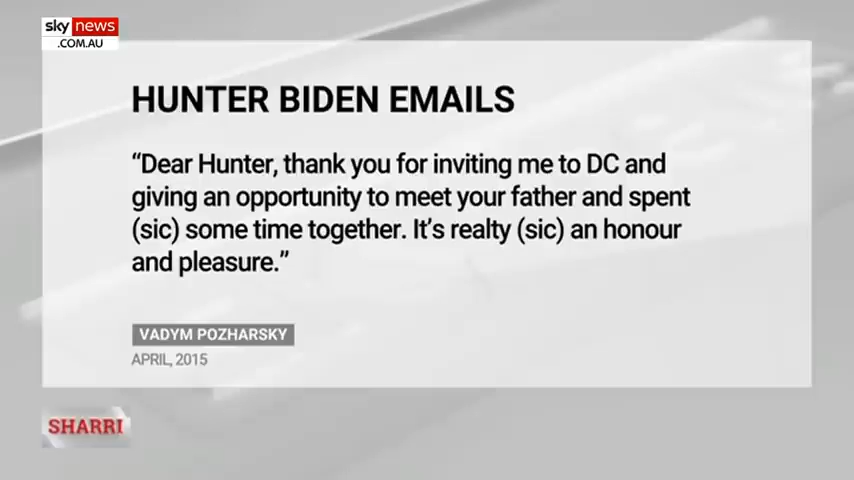 sky news
.COM.AU
HUNTER BIDEN EMAILS
“Dear Hunter, thank you for inviting me to DC and
giving an opportunity to meet your father and spent
(sic) some time together. It’s realty (sic) an honour
and pleasure.”
VADYM POZHARSKY
APRIL, 2015
SHARRI